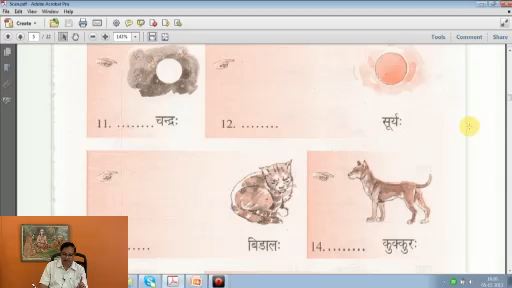 Scan.pdf - Adobe Acrobat Pro
File Edit View Window Help
Create
Tools Comment Share
11. ........ चन्द्रः
12. ........ सूर्यः
...... बिडालः
14. ......... कुक्कुरः